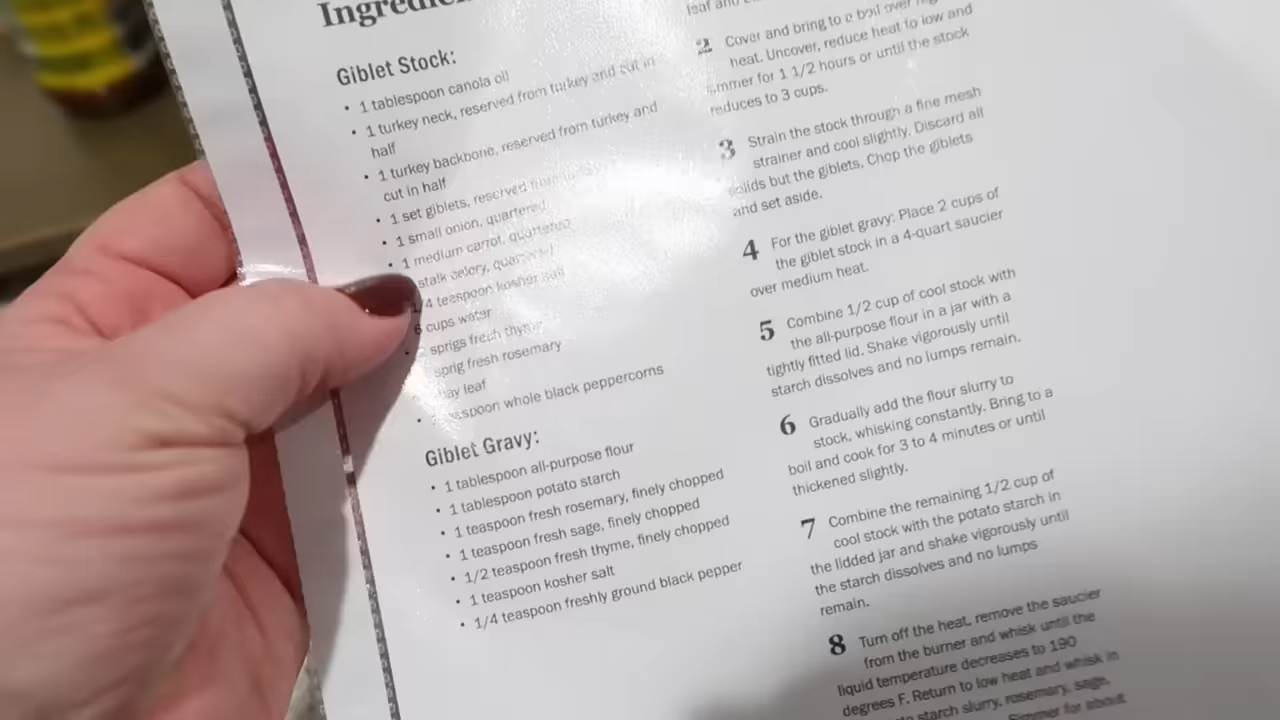 Ingredien
Giblet Stock:
• 1 tablespoon canola oil
• 1 turkey neck, reserved from turkey and cut in
half
• 1 turkey backbone, reserved from turkey and
cut in half
• 1 set giblets, reserved from
• 1 small onion, quartered
• 1 medium carrot, quartered
stalk celery, quartered
1/4 teaspoon kosher salt
6 cups water
sprigs fresh thyme
sprig fresh rosemary
bay leaf
• spoon whole black peppercorns
Giblet Gravy:
• 1 tablespoon all-purpose flour
• 1 tablespoon potato starch
• 1 teaspoon fresh rosemary, finely chopped
• 1 teaspoon fresh sage, finely chopped
• 1/2 teaspoon fresh thyme, finely chopped
• 1 teaspoon kosher salt
• 1/4 teaspoon freshly ground black pepper
leaf and
2 Cover and bring to a boil over
heat. Uncover, reduce heat to low and
simmer for 1 1/2 hours or until the stock
reduces to 3 cups.
3 Strain the stock through a fine mesh
strainer and cool slightly. Discard all
solids but the giblets. Chop the giblets
and set aside.
4 For the giblet gravy: Place 2 cups of
the giblet stock in a 4-quart saucier
over medium heat.
5 Combine 1/2 cup of cool stock with
the all-purpose flour in a jar with a
tightly fitted lid. Shake vigorously until
starch dissolves and no lumps remain.
6 Gradually add the flour slurry to
stock, whisking constantly. Bring to a
boil and cook for 3 to 4 minutes or until
thickened slightly.
7 Combine the remaining 1/2 cup of
cool stock with the potato starch in
the lidded jar and shake vigorously until
the starch dissolves and no lumps
remain.
8 Turn off the heat, remove the saucier
from the burner and whisk until the
liquid temperature decreases to 190
degrees F. Return to low heat and whisk in
starch slurry, rosemary, sage,
Simmer for about